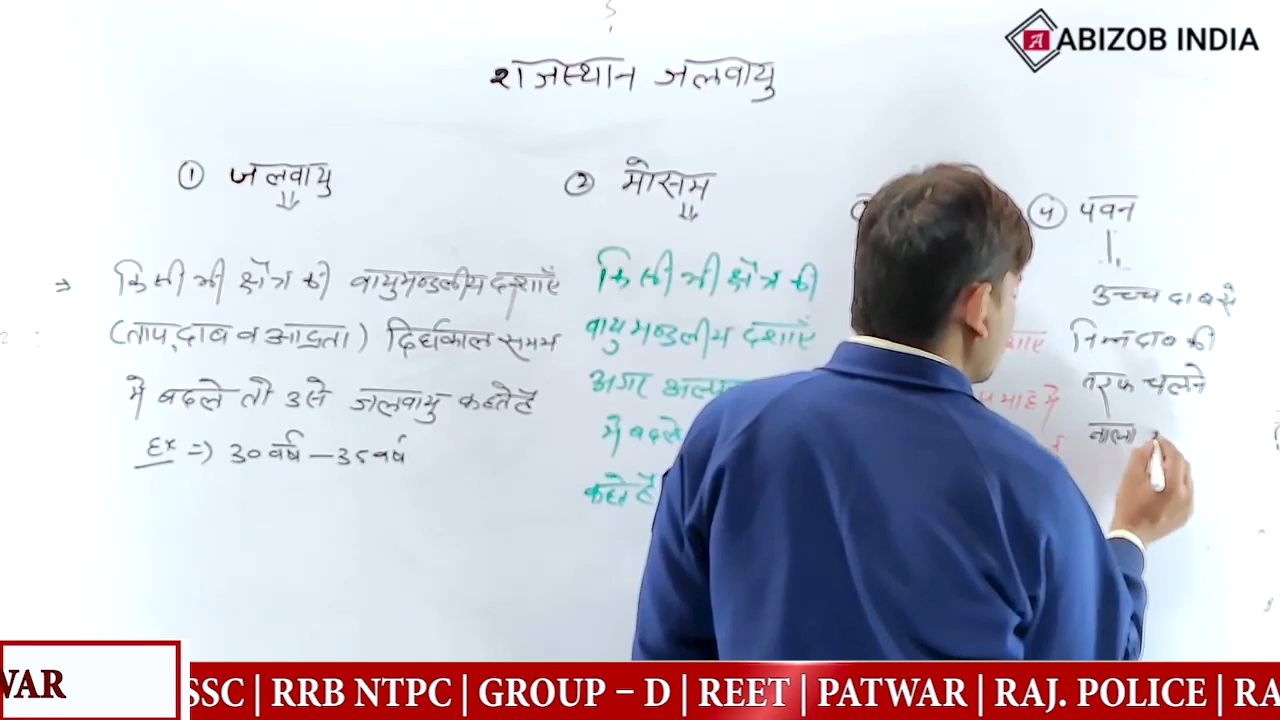 ABIZOB INDIA
राजस्थान जलवायु
① जलवायु
⇒ किसी भी क्षेत्र की वायुमण्डलीय दशाएँ
(ताप, दाब व आद्रता) दिर्घकाल समय
मे बदले तो उसे जलवायु कहते है
Ex ⇒ 30 वर्ष – 35 वर्ष
② मोसम
किसी भी क्षेत्र की
वायुमण्डलीय दशाएँ
अगर
मे बदले
कहते है
माह मे
④ पवन
उच्च दाब से
निम्न दाब की
तरफ चलने
वाला
WAR
SSC | RRB NTPC | GROUP – D | REET | PATWAR | RAJ. POLICE | RA